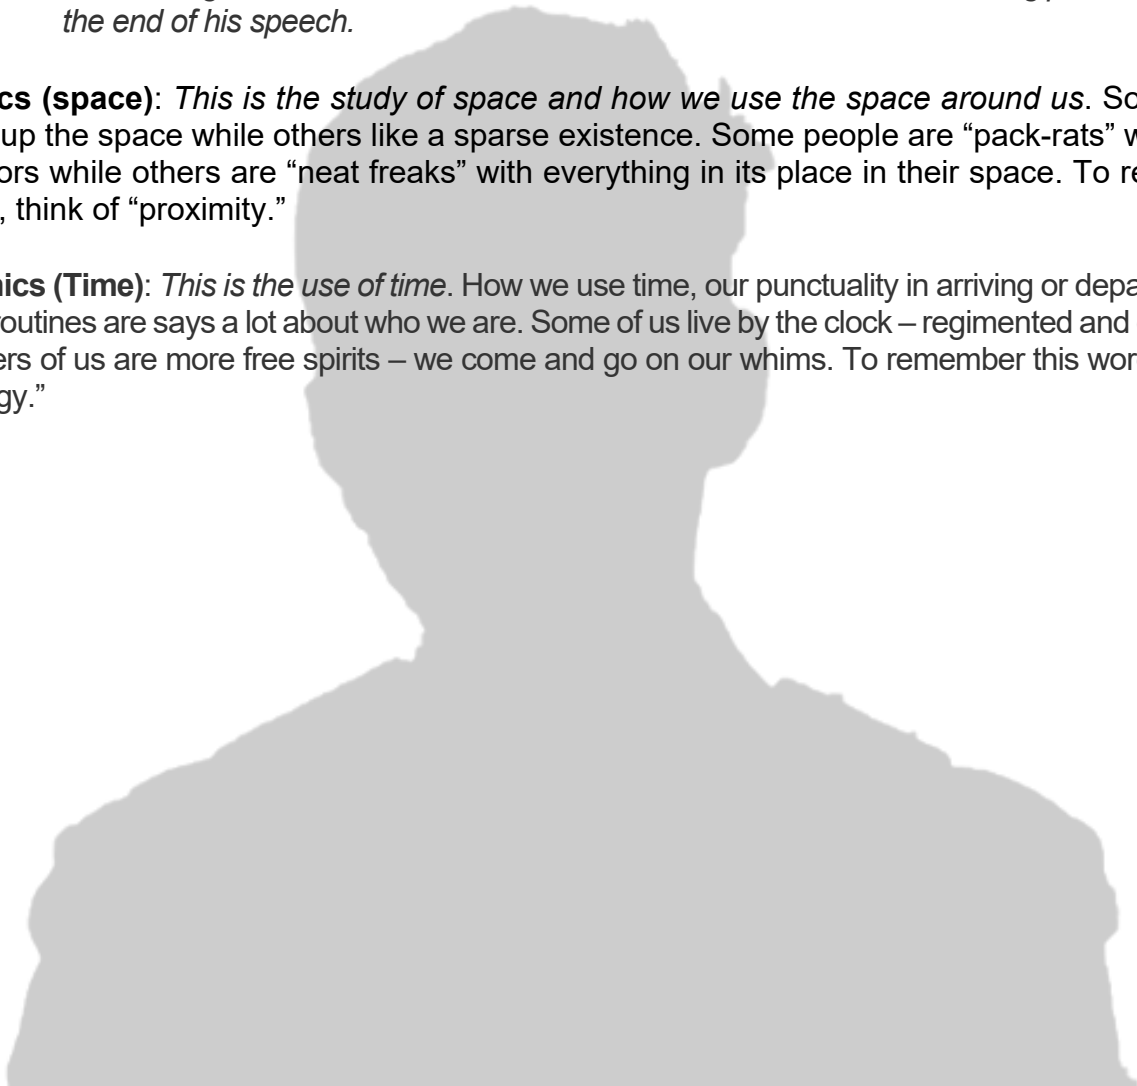 the end of his speech.
cs (space): This is the study of space and how we use the space around us. So
up the space while others like a sparse existence. Some people are “pack-rats” w
ors while others are “neat freaks” with everything in its place in their space. To re
, think of “proximity.”
nics (Time): This is the use of time. How we use time, our punctuality in arriving or depa
routines are says a lot about who we are. Some of us live by the clock – regimented and
ers of us are more free spirits – we come and go on our whims. To remember this wor
gy.”